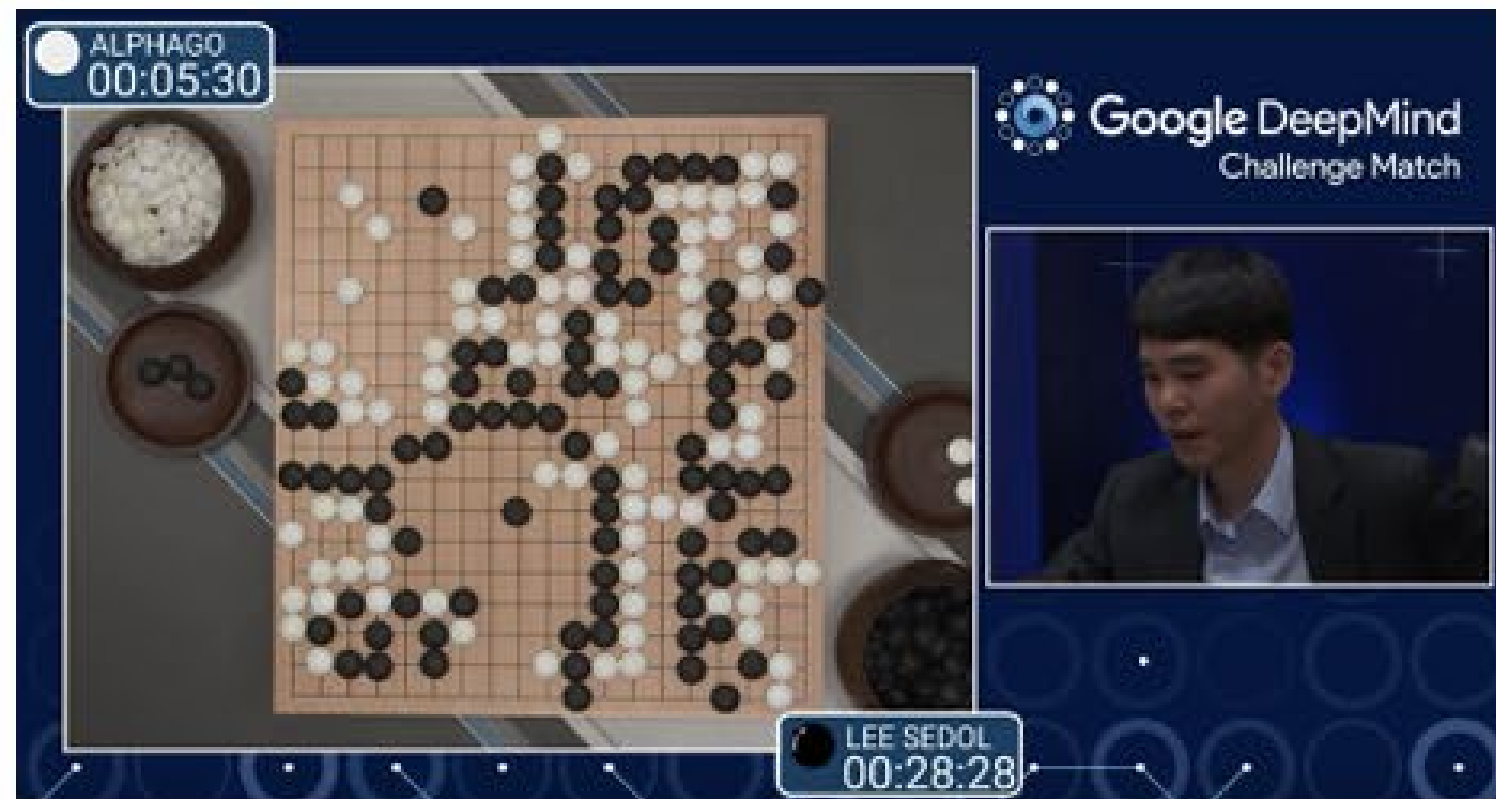 ALPHAGO
00:05:30
Google DeepMind
Challenge Match
LEE SEDOL
00:28:28